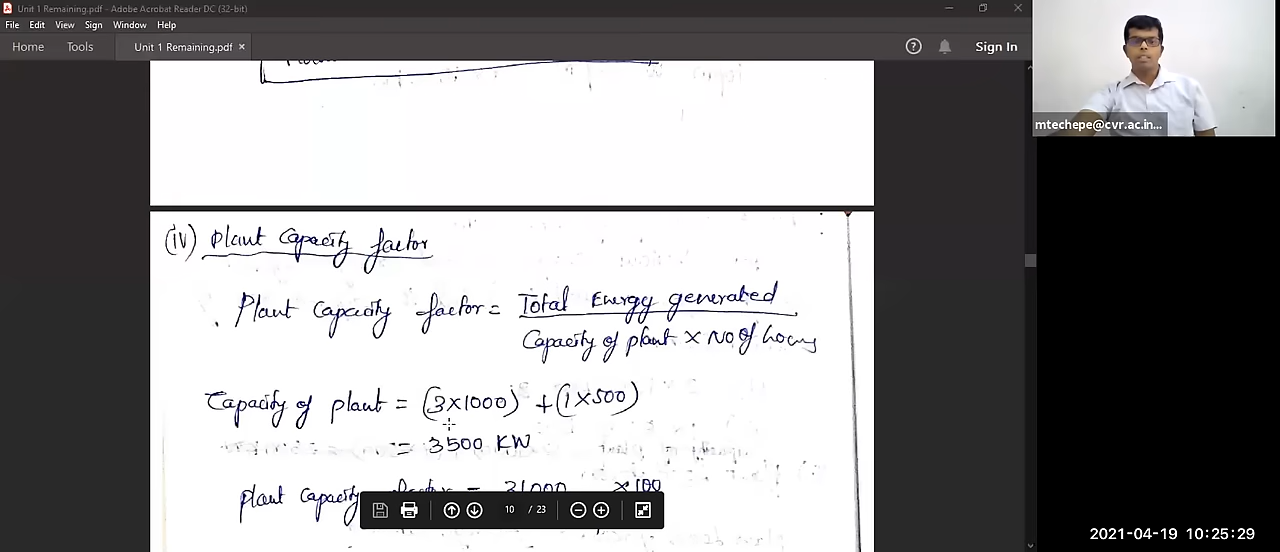 Unit 1 Remaining.pdf - Adobe Acrobat Reader DC (32-bit)
File Edit View Sign Window Help
Home Tools Unit 1 Remaining.pdf × Sign In
mtechepe@cvr.ac.in...
(iv) Plant Capacity factor
Plant Capacity factor = Total Energy generated
Capacity of plant × No of hours
Capacity of plant = (3×1000) + (1×500)
= 3500 KW
plant Capacity factor = 31000 ×100
10 / 23
2021-04-19 10:25:29